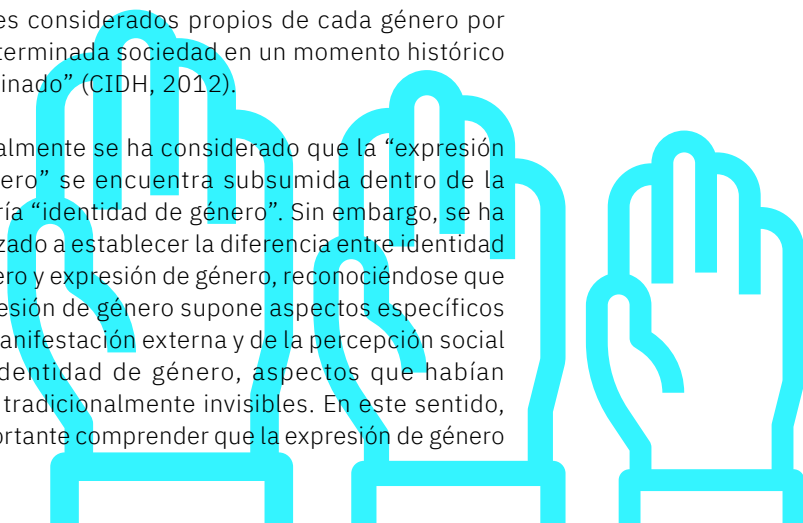 es considerados propios de cada género por
terminada sociedad en un momento histórico
inado” (CIDH, 2012).
almente se ha considerado que la “expresión
ero” se encuentra subsumida dentro de la
ría “identidad de género”. Sin embargo, se ha
zado a establecer la diferencia entre identidad
ero y expresión de género, reconociéndose que
esión de género supone aspectos específicos
anifestación externa y de la percepción social
dentidad de género, aspectos que habían
tradicionalmente invisibles. En este sentido,
ortante comprender que la expresión de género